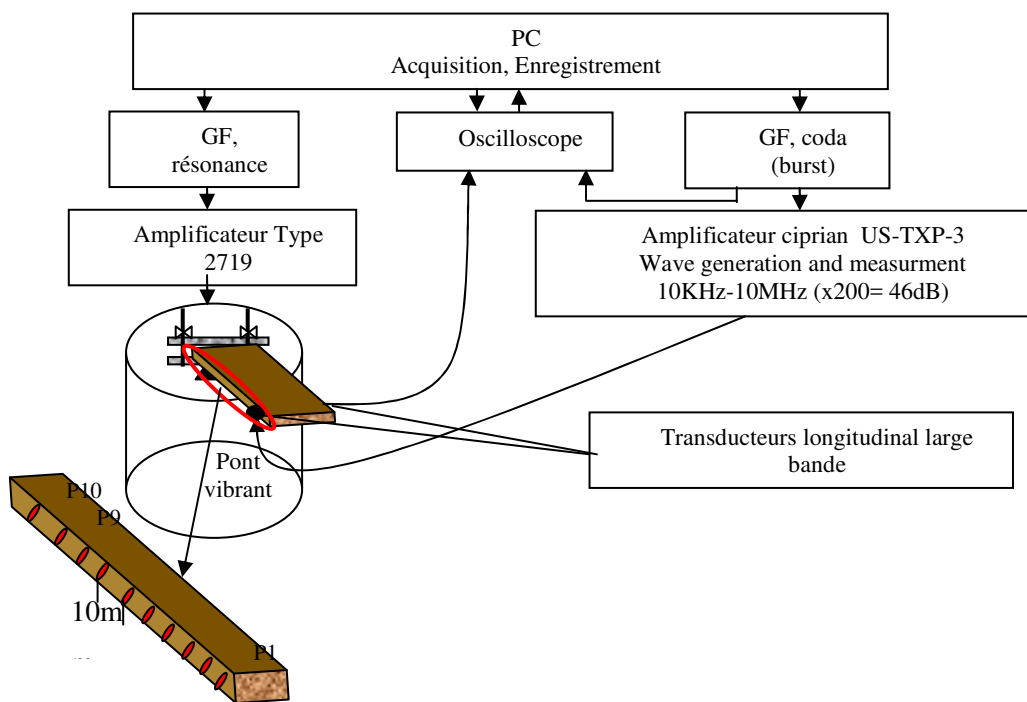 PC
Acquisition, Enregistrement
GF,
résonance
Oscilloscope
GF, coda
(burst)
Amplificateur Type
2719
Amplificateur ciprian US-TXP-3
Wave generation and measurment
10KHz-10MHz (x200= 46dB)
Transducteurs longitudinal large
bande
Pont
vibrant
P10
P9
10m
P1